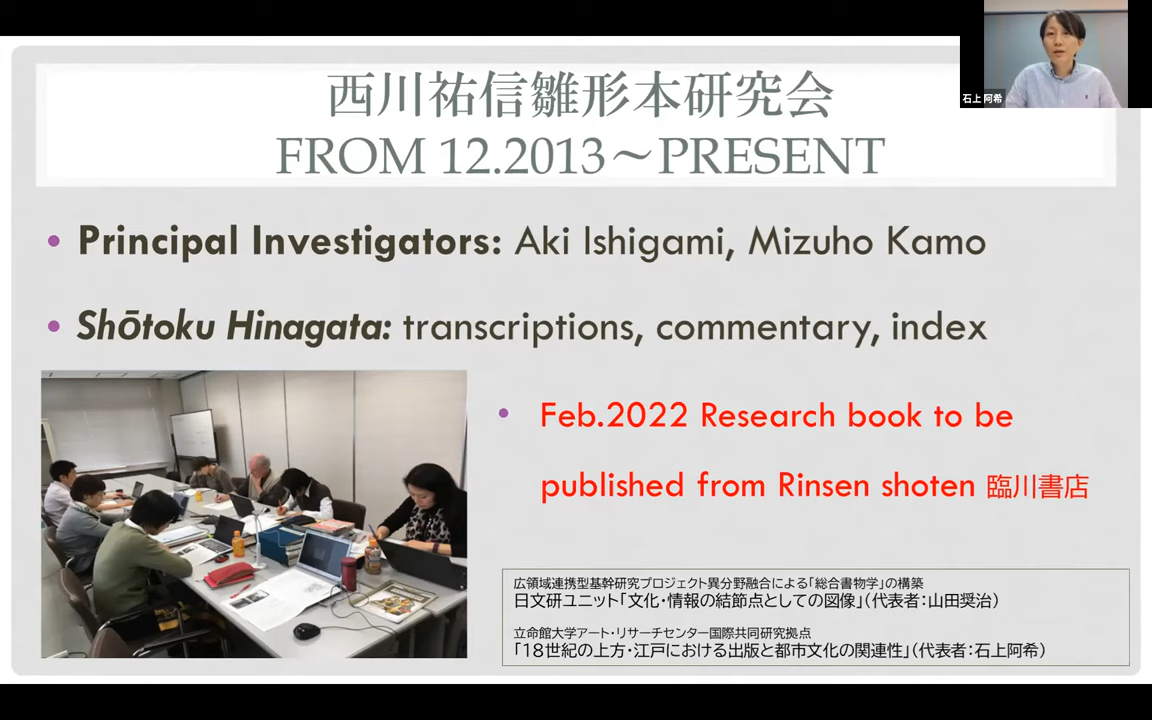 西川祐信雛形本研究会
FROM 12.2013～PRESENT
石上 阿希
• Principal Investigators: Aki Ishigami, Mizuho Kamo
• Shōtoku Hinagata: transcriptions, commentary, index
• Feb.2022 Research book to be
published from Rinsen shoten 臨川書店
広領域連携型基幹研究プロジェクト異分野融合による「総合書物学」の構築
日文研ユニット「文化・情報の結節点としての図像」（代表者：山田奨治）
立命館大学アート・リサーチセンター国際共同研究拠点
「18世紀の上方・江戸における出版と都市文化の関連性」（代表者：石上阿希）